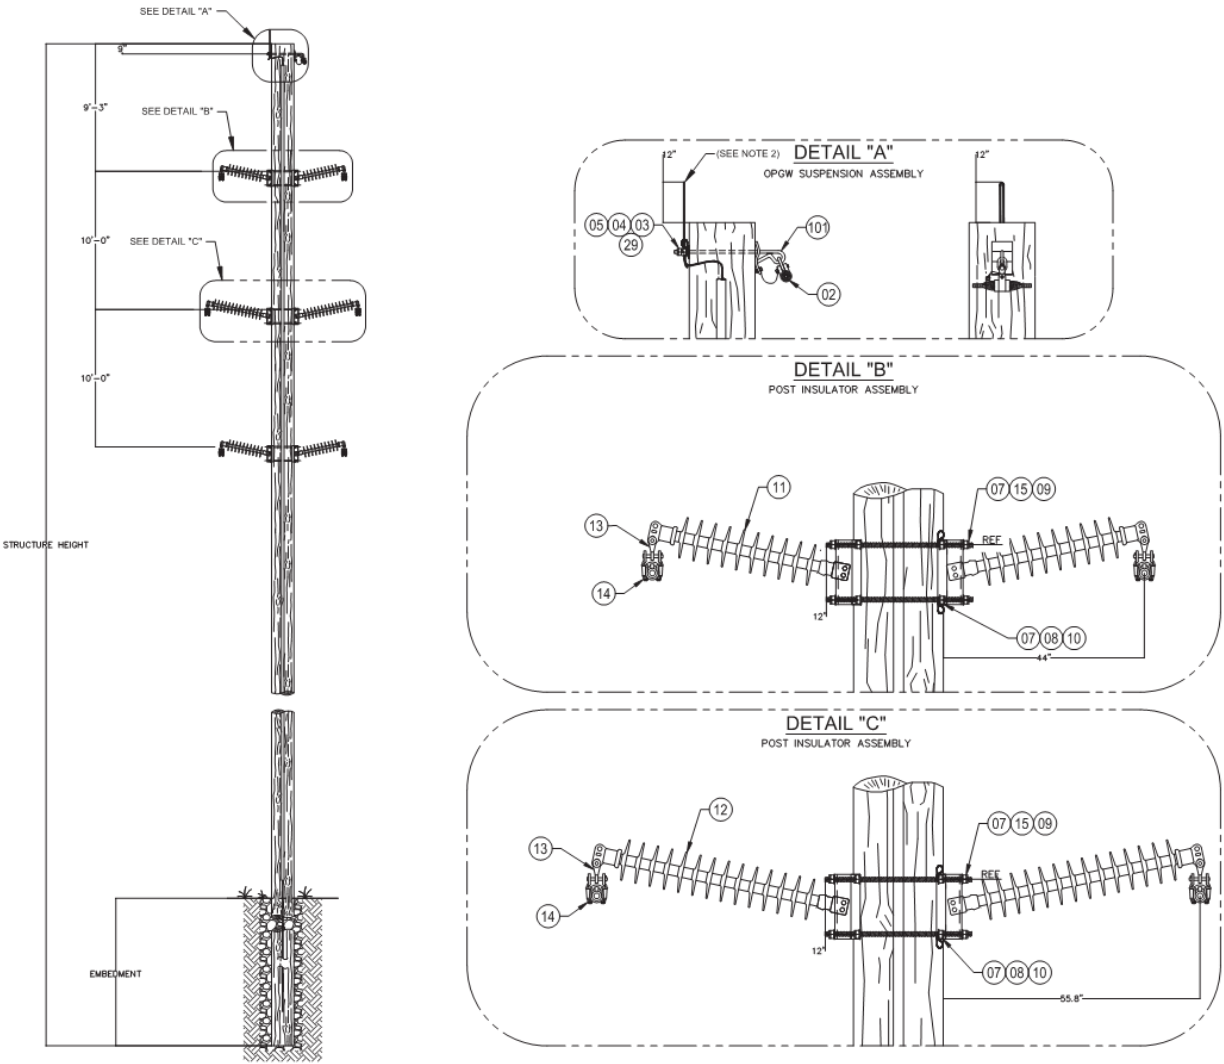 SEE DETAIL "A"
9"
9'-3"
SEE DETAIL "B"
10'-0"
SEE DETAIL "C"
10'-0"
STRUCTURE HEIGHT
EMBEDMENT
DETAIL "A"
OPGW SUSPENSION ASSEMBLY
12"
(SEE NOTE 2)
12"
05 04 03
29
101
02
DETAIL "B"
POST INSULATOR ASSEMBLY
11
07 15 09
13
REF
14
12"
07 08 10
44"
DETAIL "C"
POST INSULATOR ASSEMBLY
12
07 15 09
13
REF
14
12"
07 08 10
55.8"